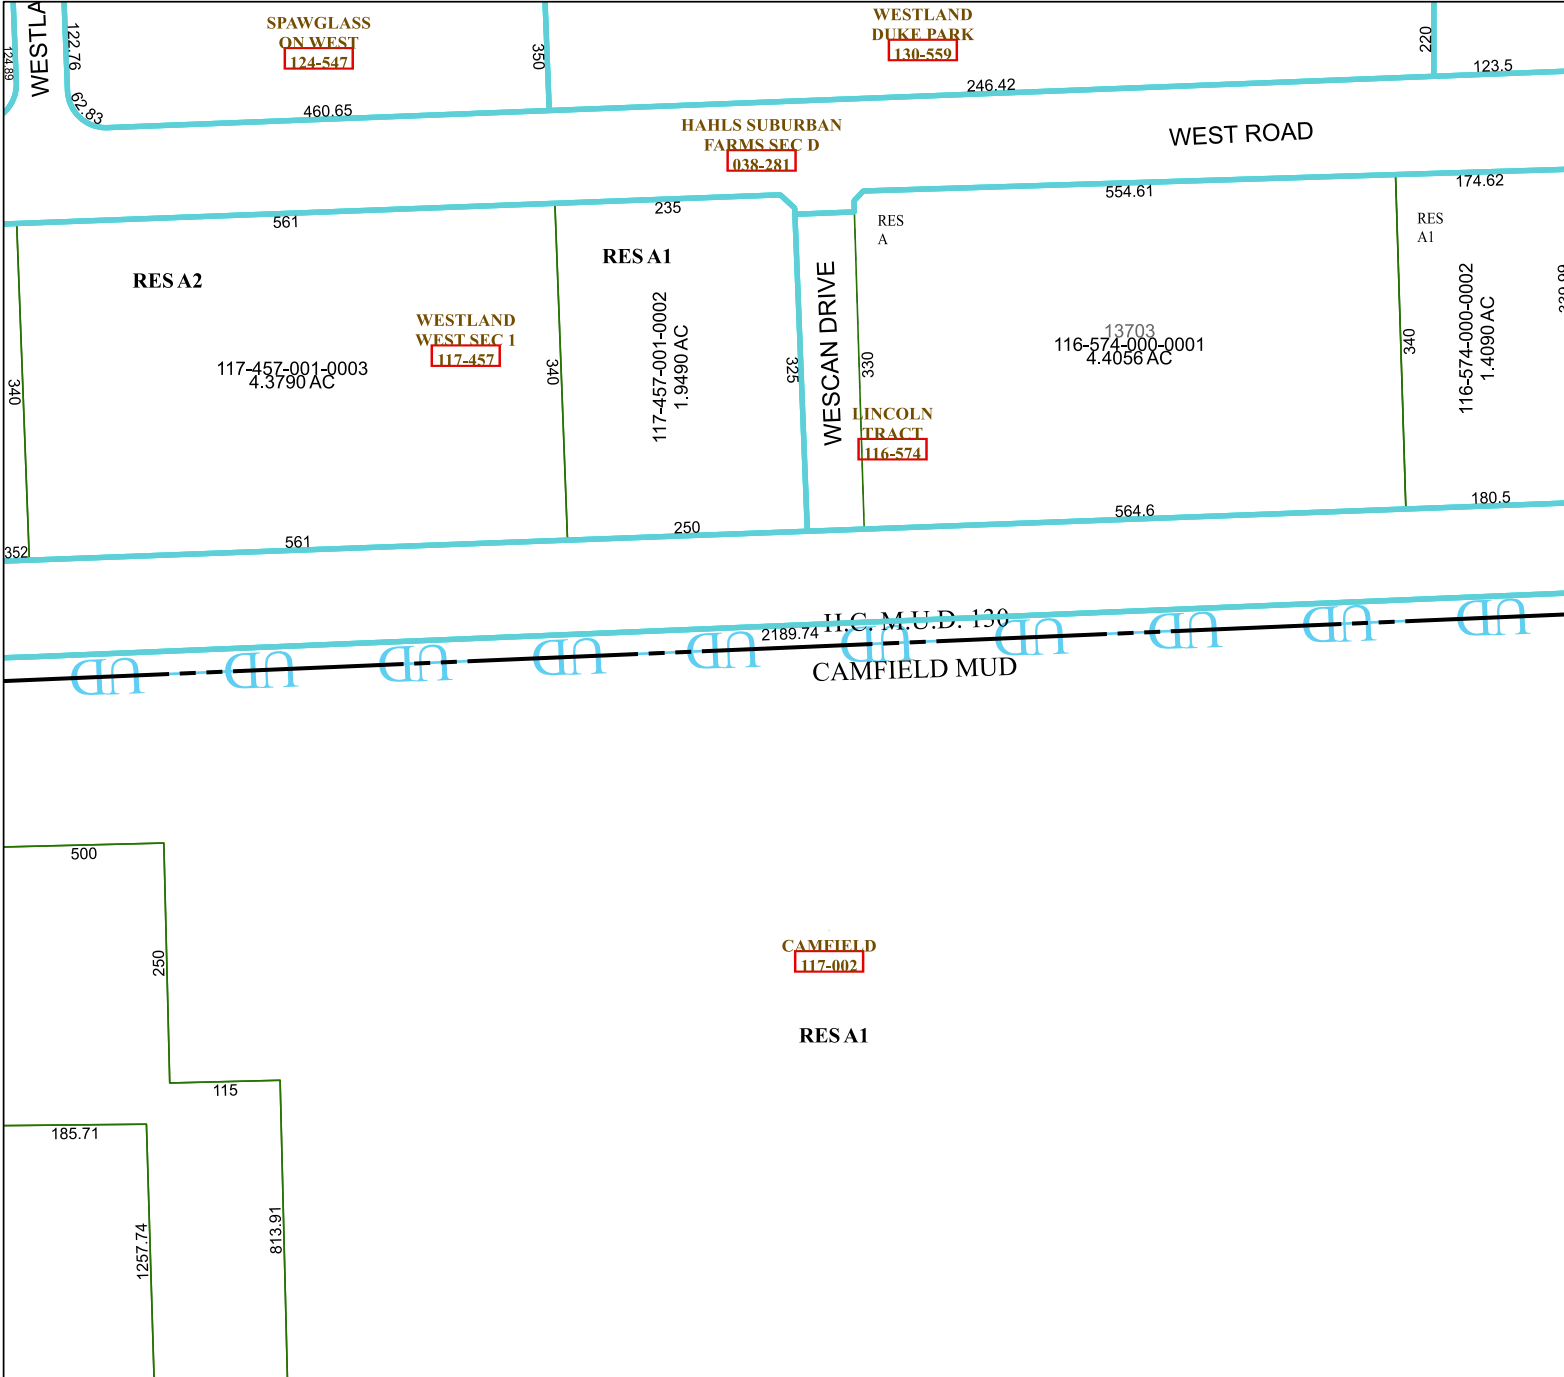 WESTLA
124.89
122.76
62.83
SPAWGLASS
ON WEST
124-547
350
460.65
WESTLAND
DUKE PARK
130-559
246.42
220
123.5
HAHLS SUBURBAN
FARMS SEC D
038-281
WEST ROAD
561
235
554.61
174.62
RES A2
RES A1
RES
A
RES
A1
WESTLAND
WEST SEC 1
117-457
117-457-001-0003
4.3790 AC
340
340
117-457-001-0002
1.9490 AC
325
WESCAN DRIVE
330
13703
116-574-000-0001
4.4056 AC
340
116-574-000-0002
1.4090 AC
LINCOLN
TRACT
116-574
352
561
250
564.6
180.5
H.C. M.U.D. 130
2189.74
CAMFIELD MUD
500
250
115
185.71
1257.74
813.91
CAMFIELD
117-002
RES A1